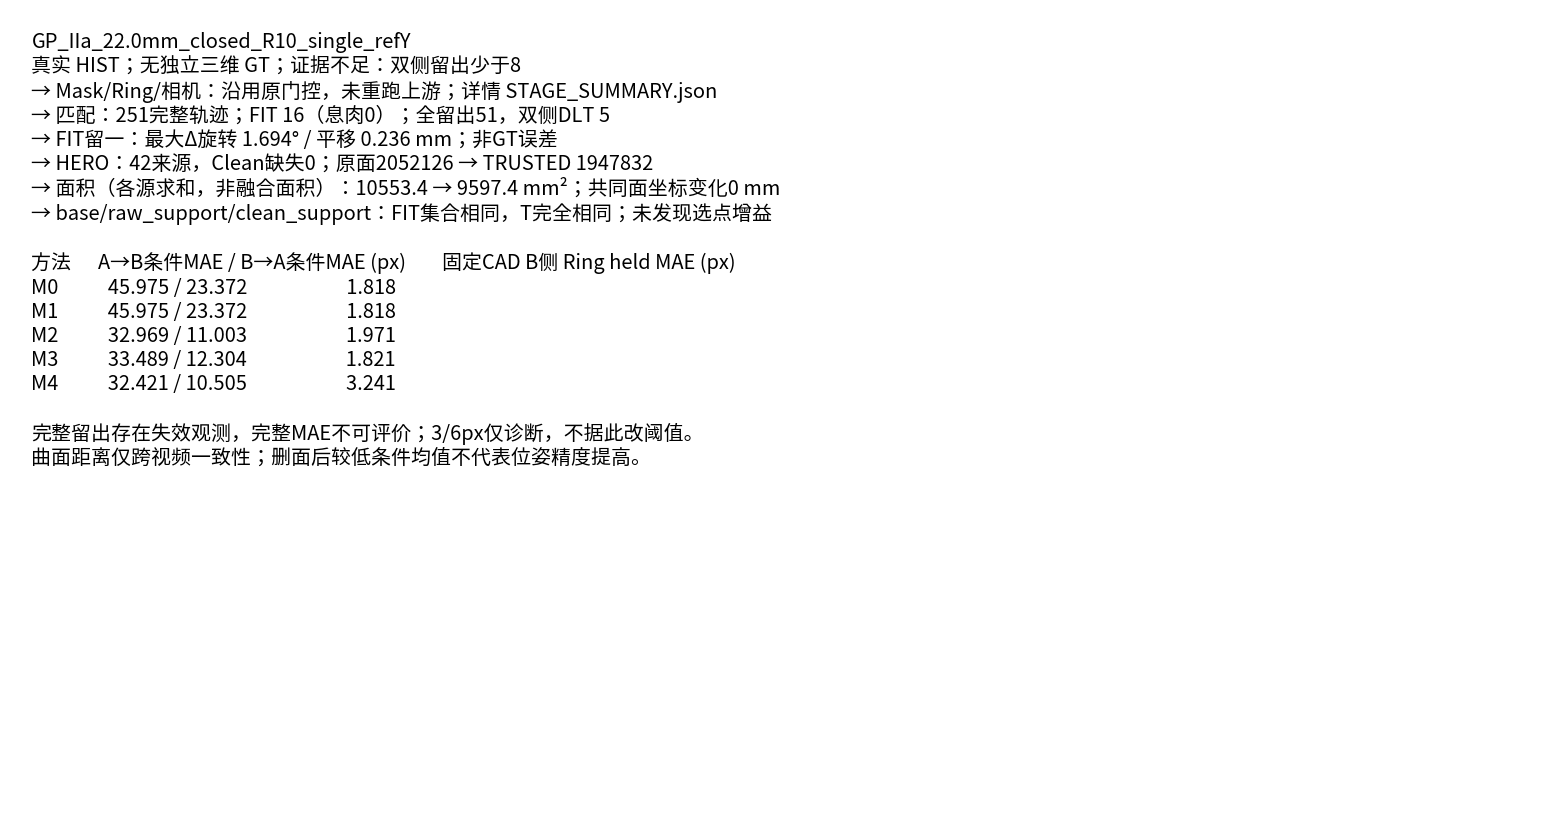 GP_IIa_22.0mm_closed_R10_single_refY
真实 HIST；无独立三维 GT；证据不足：双侧留出少于8
→ Mask/Ring/相机：沿用原门控，未重跑上游；详情 STAGE_SUMMARY.json
→ 匹配：251完整轨迹；FIT 16（息肉0）；全留出51，双侧DLT 5
→ FIT留一：最大Δ旋转 1.694° / 平移 0.236 mm；非GT误差
→ HERO：42来源，Clean缺失0；原面2052126 → TRUSTED 1947832
→ 面积（各源求和，非融合面积）：10553.4 → 9597.4 mm²；共同面坐标变化0 mm
→ base/raw_support/clean_support：FIT集合相同，T完全相同；未发现选点增益
方法 A→B条件MAE / B→A条件MAE (px) 固定CAD B侧 Ring held MAE (px)
M0 45.975 / 23.372 1.818
M1 45.975 / 23.372 1.818
M2 32.969 / 11.003 1.971
M3 33.489 / 12.304 1.821
M4 32.421 / 10.505 3.241
完整留出存在失效观测，完整MAE不可评价；3/6px仅诊断，不据此改阈值。
曲面距离仅跨视频一致性；删面后较低条件均值不代表位姿精度提高。